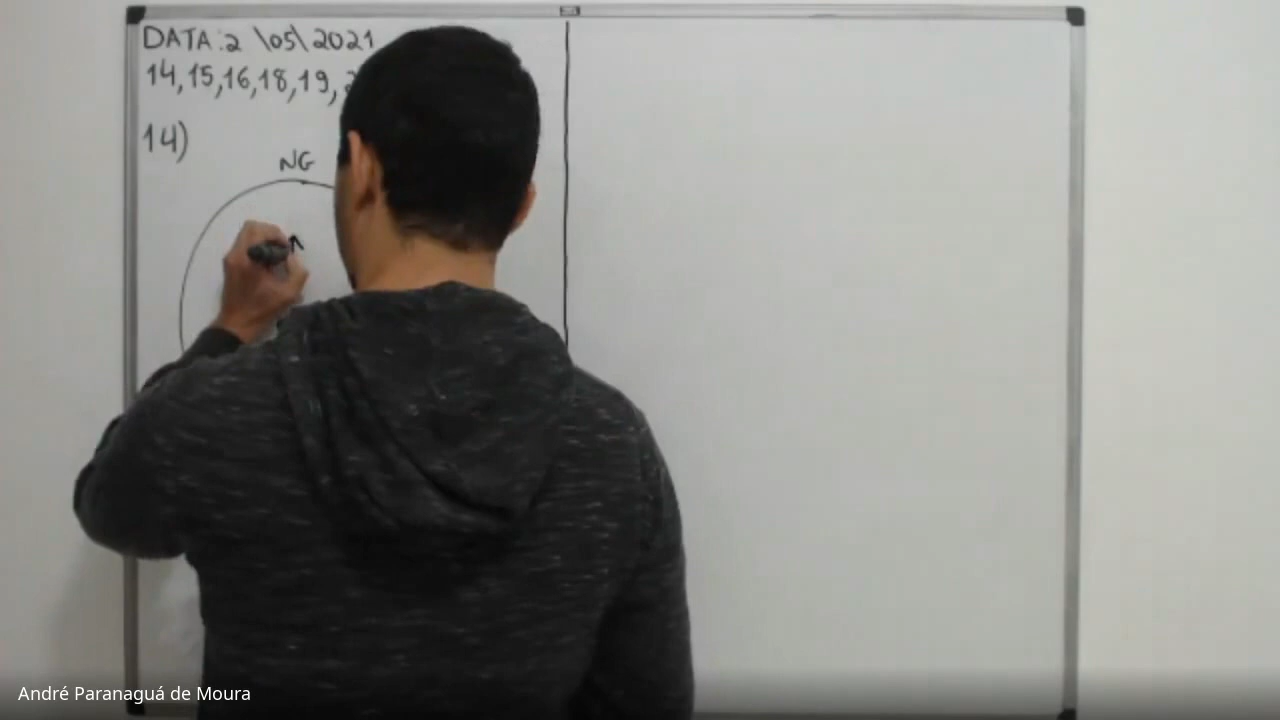 DATA: 2 \05\ 2021
14, 15, 16, 18, 19,
14)
NG
André Paranaguá de Moura